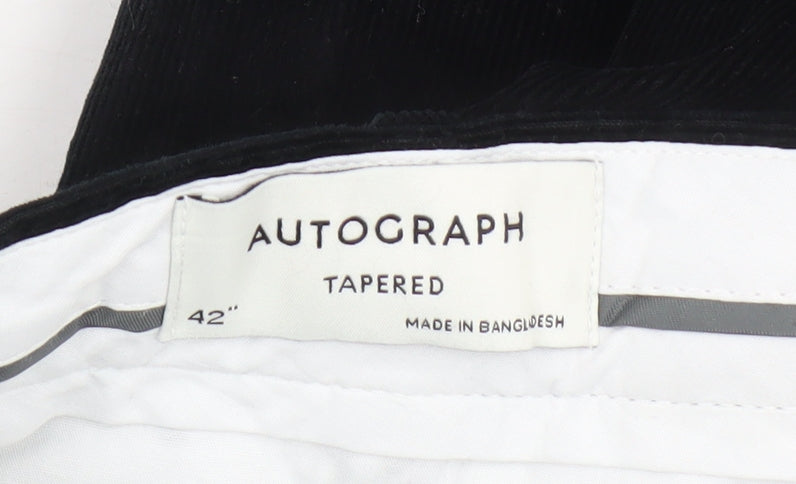 AUTOGRAPH
TAPERED
42"
MADE IN BANGLADESH